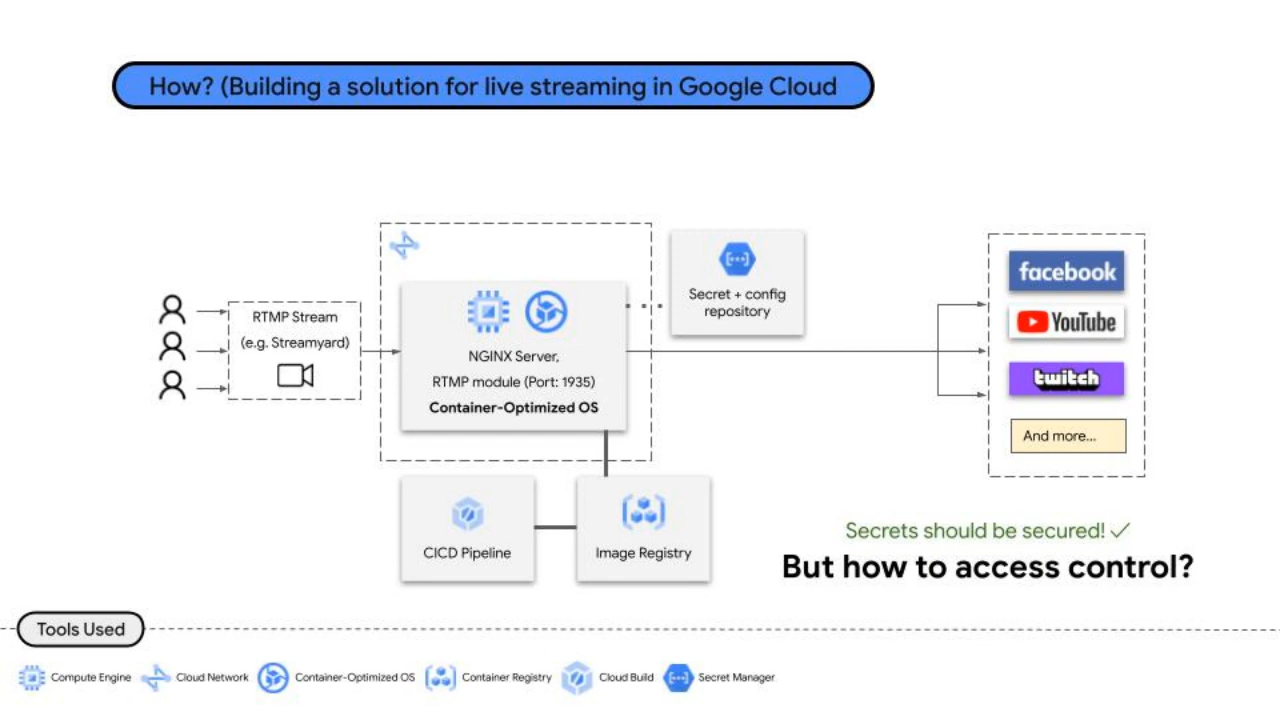 How? (Building a solution for live streaming in Google Cloud
RTMP Stream
(e.g. Streamyard)
NGINX Server,
RTMP module (Port: 1935)
Container-Optimized OS
Secret + config
repository
facebook
YouTube
twitch
And more...
CICD Pipeline
Image Registry
Secrets should be secured! ✓
But how to access control?
Tools Used
Compute Engine
Cloud Network
Container-Optimized OS
Container Registry
Cloud Build
Secret Manager